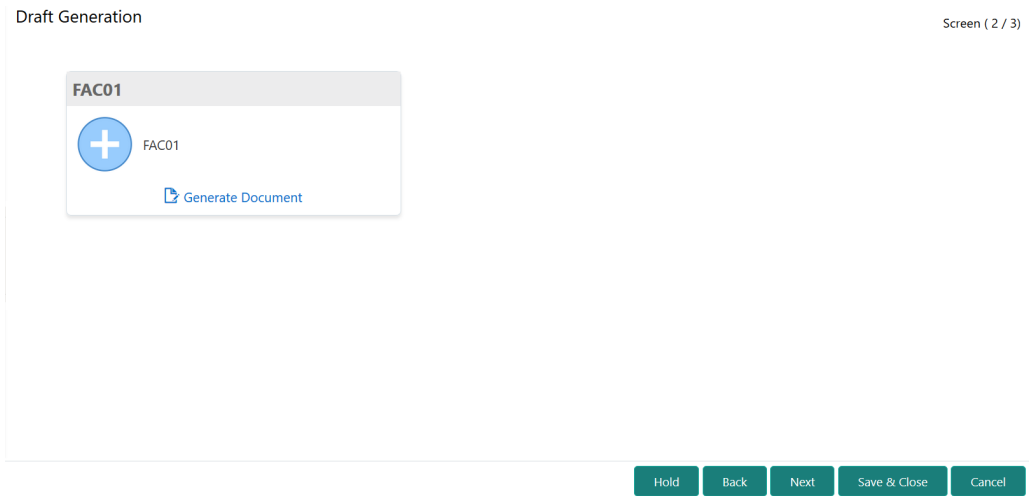 Draft Generation
Screen ( 2 / 3)
FAC01
FAC01
Generate Document
Hold Back Next Save & Close Cancel